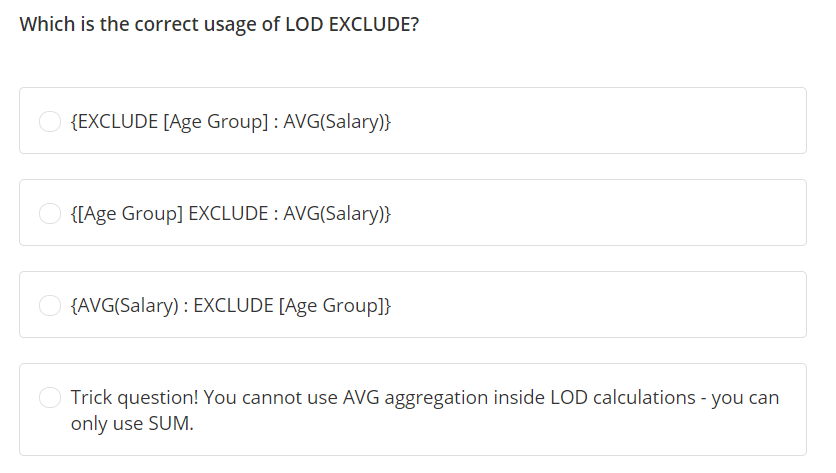 Which is the correct usage of LOD EXCLUDE?
{EXCLUDE [Age Group] : AVG(Salary)}
{[Age Group] EXCLUDE : AVG(Salary)}
{AVG(Salary) : EXCLUDE [Age Group]}
Trick question! You cannot use AVG aggregation inside LOD calculations - you can
only use SUM.